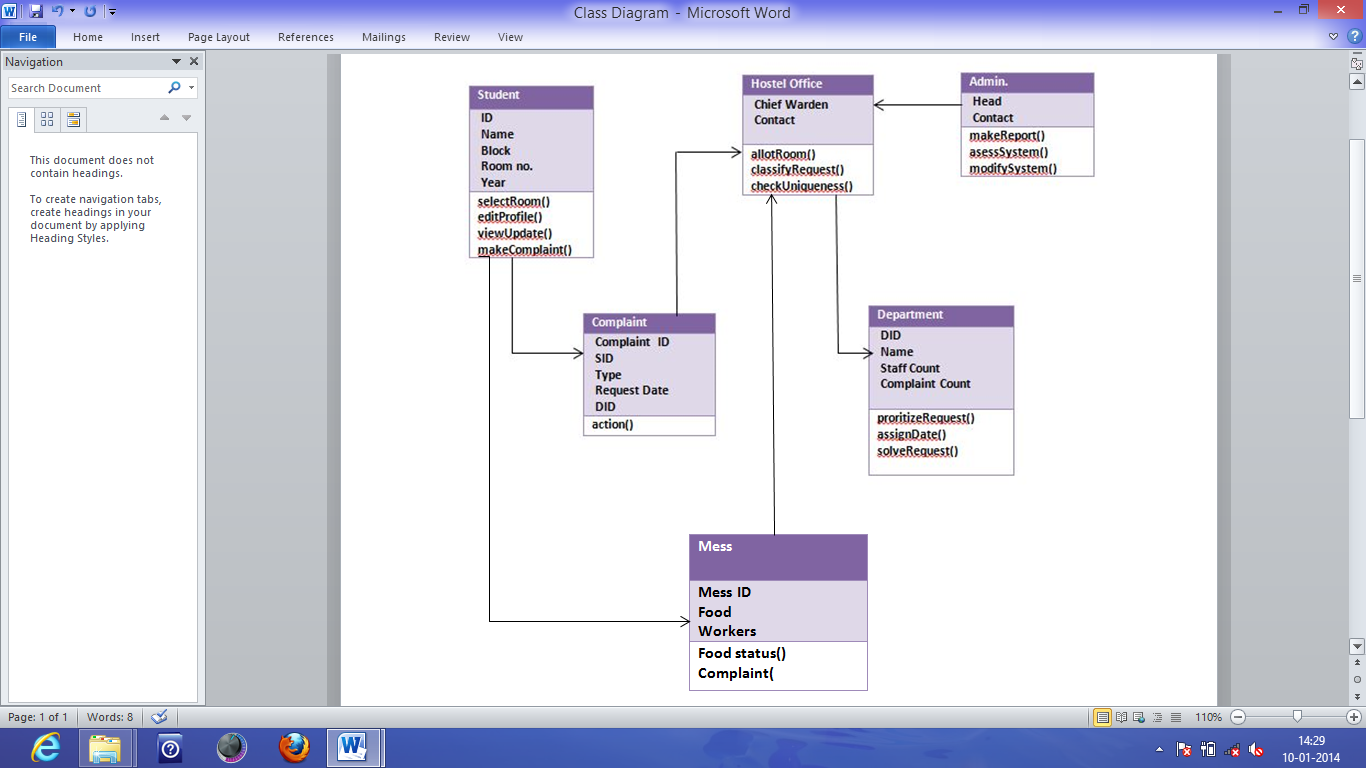 Class Diagram - Microsoft Word
File Home Insert Page Layout References Mailings Review View
Navigation
Search Document
This document does not
contain headings.
To create navigation tabs,
create headings in your
document by applying
Heading Styles.
Student
ID
Name
Block
Room no.
Year
selectRoom()
editProfile()
viewUpdate()
makeComplaint()
Hostel Office
Chief Warden
Contact
allotRoom()
classifyRequest()
checkUniqueness()
Admin.
Head
Contact
makeReport()
asessSystem()
modifySystem()
Complaint
Complaint ID
SID
Type
Request Date
DID
action()
Department
DID
Name
Staff Count
Complaint Count
proritizeRequest()
assignDate()
solveRequest()
Mess
Mess ID
Food
Workers
Food status()
Complaint(
Page: 1 of 1 Words: 8 110%
14:29
10-01-2014